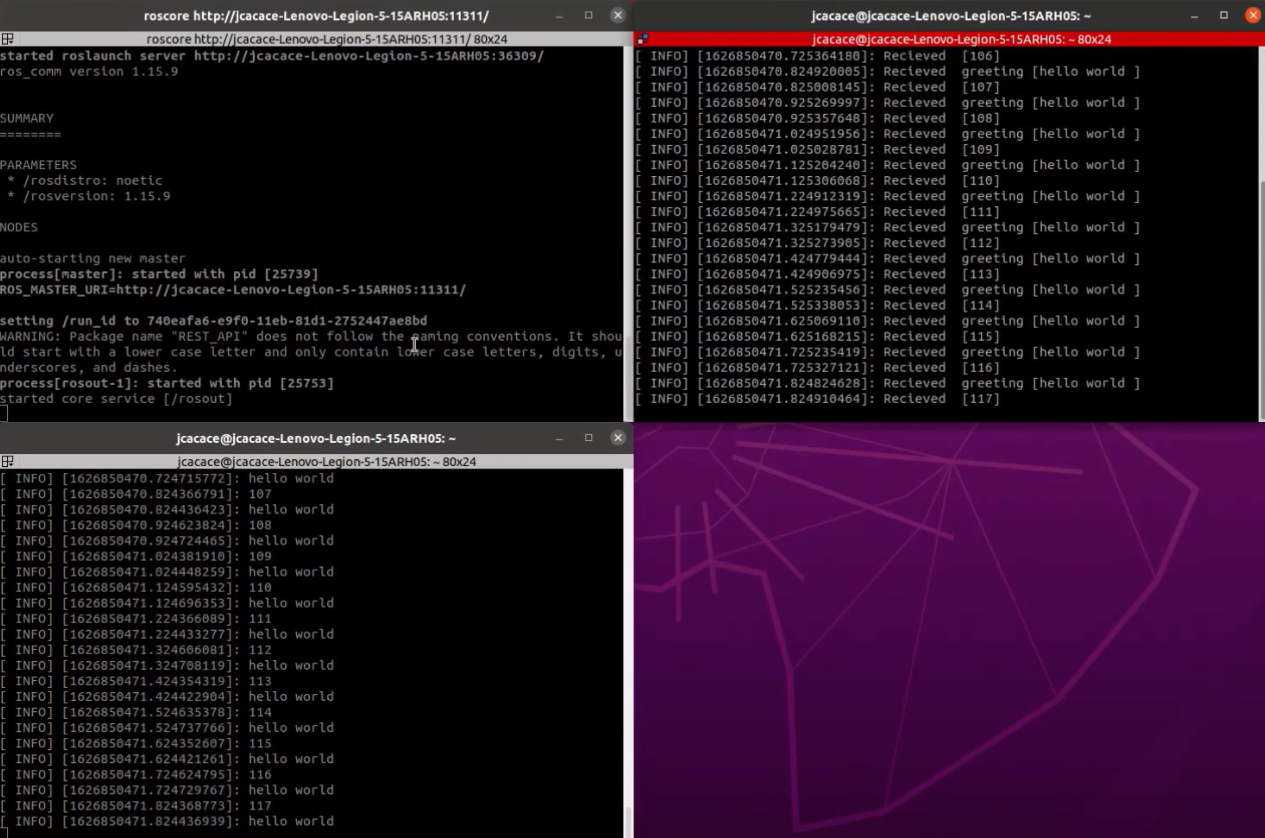 roscore http://jcacace-Lenovo-Legion-5-15ARH05:11311/
roscore http://jcacace-Lenovo-Legion-5-15ARH05:11311/ 80x24
started roslaunch server http://jcacace-Lenovo-Legion-5-15ARH05:36309/
ros_comm version 1.15.9
SUMMARY
========
PARAMETERS
* /rosdistro: noetic
* /rosversion: 1.15.9
NODES
auto-starting new master
process[master]: started with pid [25739]
ROS_MASTER_URI=http://jcacace-Lenovo-Legion-5-15ARH05:11311/
setting /run_id to 740eafa6-e9f0-11eb-81d1-2752447ae8bd
WARNING: Package name "REST_API" does not follow the naming conventions. It shou
ld start with a lower case letter and only contain lower case letters, digits, u
nderscores, and dashes.
process[rosout-1]: started with pid [25753]
started core service [/rosout]
jcacace@jcacace-Lenovo-Legion-5-15ARH05: ~
jcacace@jcacace-Lenovo-Legion-5-15ARH05: ~ 80x24
[ INFO] [1626850470.725364180]: Recieved  [106]
[ INFO] [1626850470.824920005]: Recieved  greeting [hello world ]
[ INFO] [1626850470.825008145]: Recieved  [107]
[ INFO] [1626850470.925269997]: Recieved  greeting [hello world ]
[ INFO] [1626850470.925357648]: Recieved  [108]
[ INFO] [1626850471.024951956]: Recieved  greeting [hello world ]
[ INFO] [1626850471.025028781]: Recieved  [109]
[ INFO] [1626850471.125204240]: Recieved  greeting [hello world ]
[ INFO] [1626850471.125306068]: Recieved  [110]
[ INFO] [1626850471.224912319]: Recieved  greeting [hello world ]
[ INFO] [1626850471.224975665]: Recieved  [111]
[ INFO] [1626850471.325179479]: Recieved  greeting [hello world ]
[ INFO] [1626850471.325273905]: Recieved  [112]
[ INFO] [1626850471.424779444]: Recieved  greeting [hello world ]
[ INFO] [1626850471.424906975]: Recieved  [113]
[ INFO] [1626850471.525235456]: Recieved  greeting [hello world ]
[ INFO] [1626850471.525338053]: Recieved  [114]
[ INFO] [1626850471.625069110]: Recieved  greeting [hello world ]
[ INFO] [1626850471.625168215]: Recieved  [115]
[ INFO] [1626850471.725235419]: Recieved  greeting [hello world ]
[ INFO] [1626850471.725327121]: Recieved  [116]
[ INFO] [1626850471.824824628]: Recieved  greeting [hello world ]
[ INFO] [1626850471.824910464]: Recieved  [117]
jcacace@jcacace-Lenovo-Legion-5-15ARH05: ~
jcacace@jcacace-Lenovo-Legion-5-15ARH05: ~ 80x24
[ INFO] [1626850470.724715772]: hello world
[ INFO] [1626850470.824366791]: 107
[ INFO] [1626850470.824436423]: hello world
[ INFO] [1626850470.924623824]: 108
[ INFO] [1626850470.924724465]: hello world
[ INFO] [1626850471.024381910]: 109
[ INFO] [1626850471.024448259]: hello world
[ INFO] [1626850471.124595432]: 110
[ INFO] [1626850471.124696353]: hello world
[ INFO] [1626850471.224366089]: 111
[ INFO] [1626850471.224433277]: hello world
[ INFO] [1626850471.324606081]: 112
[ INFO] [1626850471.324708119]: hello world
[ INFO] [1626850471.424354319]: 113
[ INFO] [1626850471.424422904]: hello world
[ INFO] [1626850471.524635378]: 114
[ INFO] [1626850471.524737766]: hello world
[ INFO] [1626850471.624352607]: 115
[ INFO] [1626850471.624421261]: hello world
[ INFO] [1626850471.724624795]: 116
[ INFO] [1626850471.724729767]: hello world
[ INFO] [1626850471.824368773]: 117
[ INFO] [1626850471.824436939]: hello world